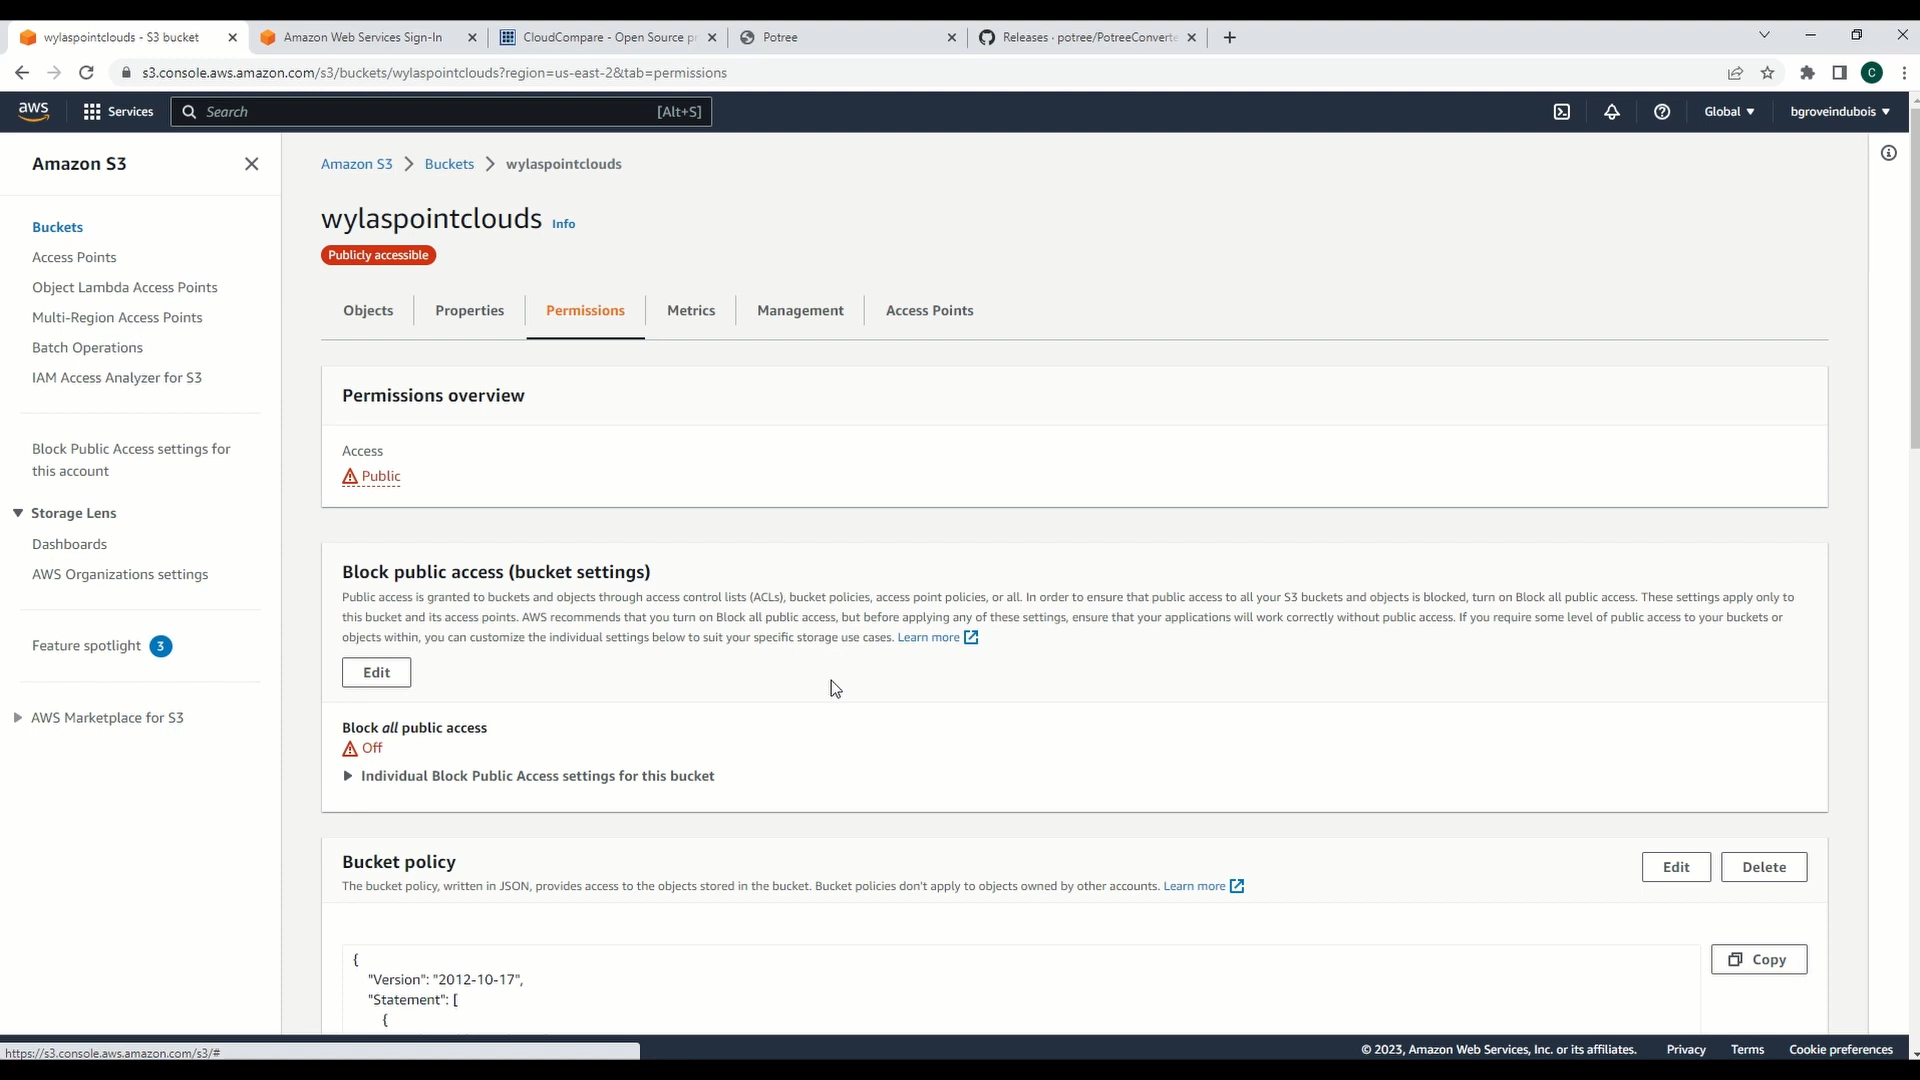 wylaspointclouds - S3 bucket
Amazon Web Services Sign-In
CloudCompare - Open Source pr
Potree
Releases · potree/PotreeConverte
s3.console.aws.amazon.com/s3/buckets/wylaspointclouds?region=us-east-2&tab=permissions
C
aws
Services
Search
[Alt+S]
Global
bgroveindubois
Amazon S3
Buckets
Access Points
Object Lambda Access Points
Multi-Region Access Points
Batch Operations
IAM Access Analyzer for S3
Block Public Access settings for
this account
Storage Lens
Dashboards
AWS Organizations settings
Feature spotlight 3
AWS Marketplace for S3
Amazon S3 > Buckets > wylaspointclouds
wylaspointclouds Info
Publicly accessible
Objects
Properties
Permissions
Metrics
Management
Access Points
Permissions overview
Access
Public
Block public access (bucket settings)
Public access is granted to buckets and objects through access control lists (ACLs), bucket policies, access point policies, or all. In order to ensure that public access to all your S3 buckets and objects is blocked, turn on Block all public access. These settings apply only to
this bucket and its access points. AWS recommends that you turn on Block all public access, but before applying any of these settings, ensure that your applications will work correctly without public access. If you require some level of public access to your buckets or
objects within, you can customize the individual settings below to suit your specific storage use cases. Learn more
Edit
Block all public access
Off
Individual Block Public Access settings for this bucket
Bucket policy
Edit
Delete
The bucket policy, written in JSON, provides access to the objects stored in the bucket. Bucket policies don't apply to objects owned by other accounts. Learn more
Copy
{
"Version": "2012-10-17",
"Statement": [
{
https://s3.console.aws.amazon.com/s3/#
© 2023, Amazon Web Services, Inc. or its affiliates.
Privacy
Terms
Cookie preferences